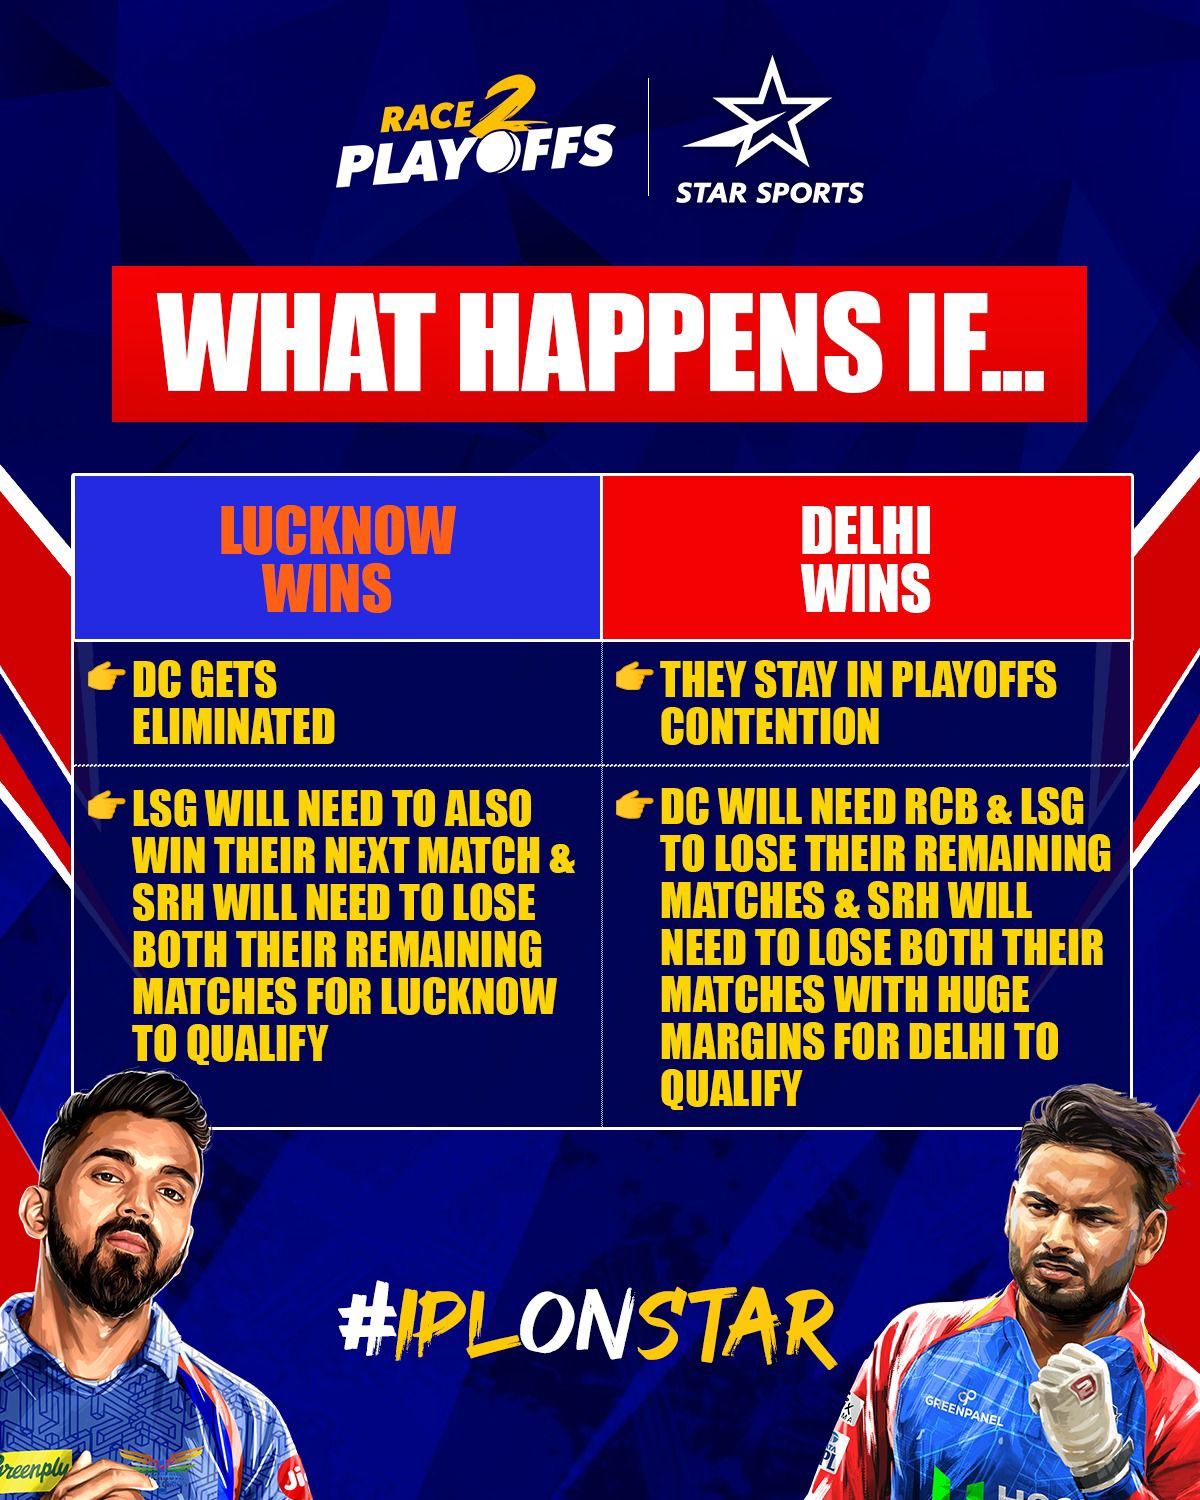 RACE 2
PLAYOFFS
STAR SPORTS
WHAT HAPPENS IF...
LUCKNOW
WINS
DELHI
WINS
👉 DC GETS
ELIMINATED
👉 THEY STAY IN PLAYOFFS
CONTENTION
👉 LSG WILL NEED TO ALSO
WIN THEIR NEXT MATCH &
SRH WILL NEED TO LOSE
BOTH THEIR REMAINING
MATCHES FOR LUCKNOW
TO QUALIFY
👉 DC WILL NEED RCB & LSG
TO LOSE THEIR REMAINING
MATCHES & SRH WILL
NEED TO LOSE BOTH THEIR
MATCHES WITH HUGE
MARGINS FOR DELHI TO
QUALIFY
#IPLONSTAR
GREENPANEL
Greenply
Ji